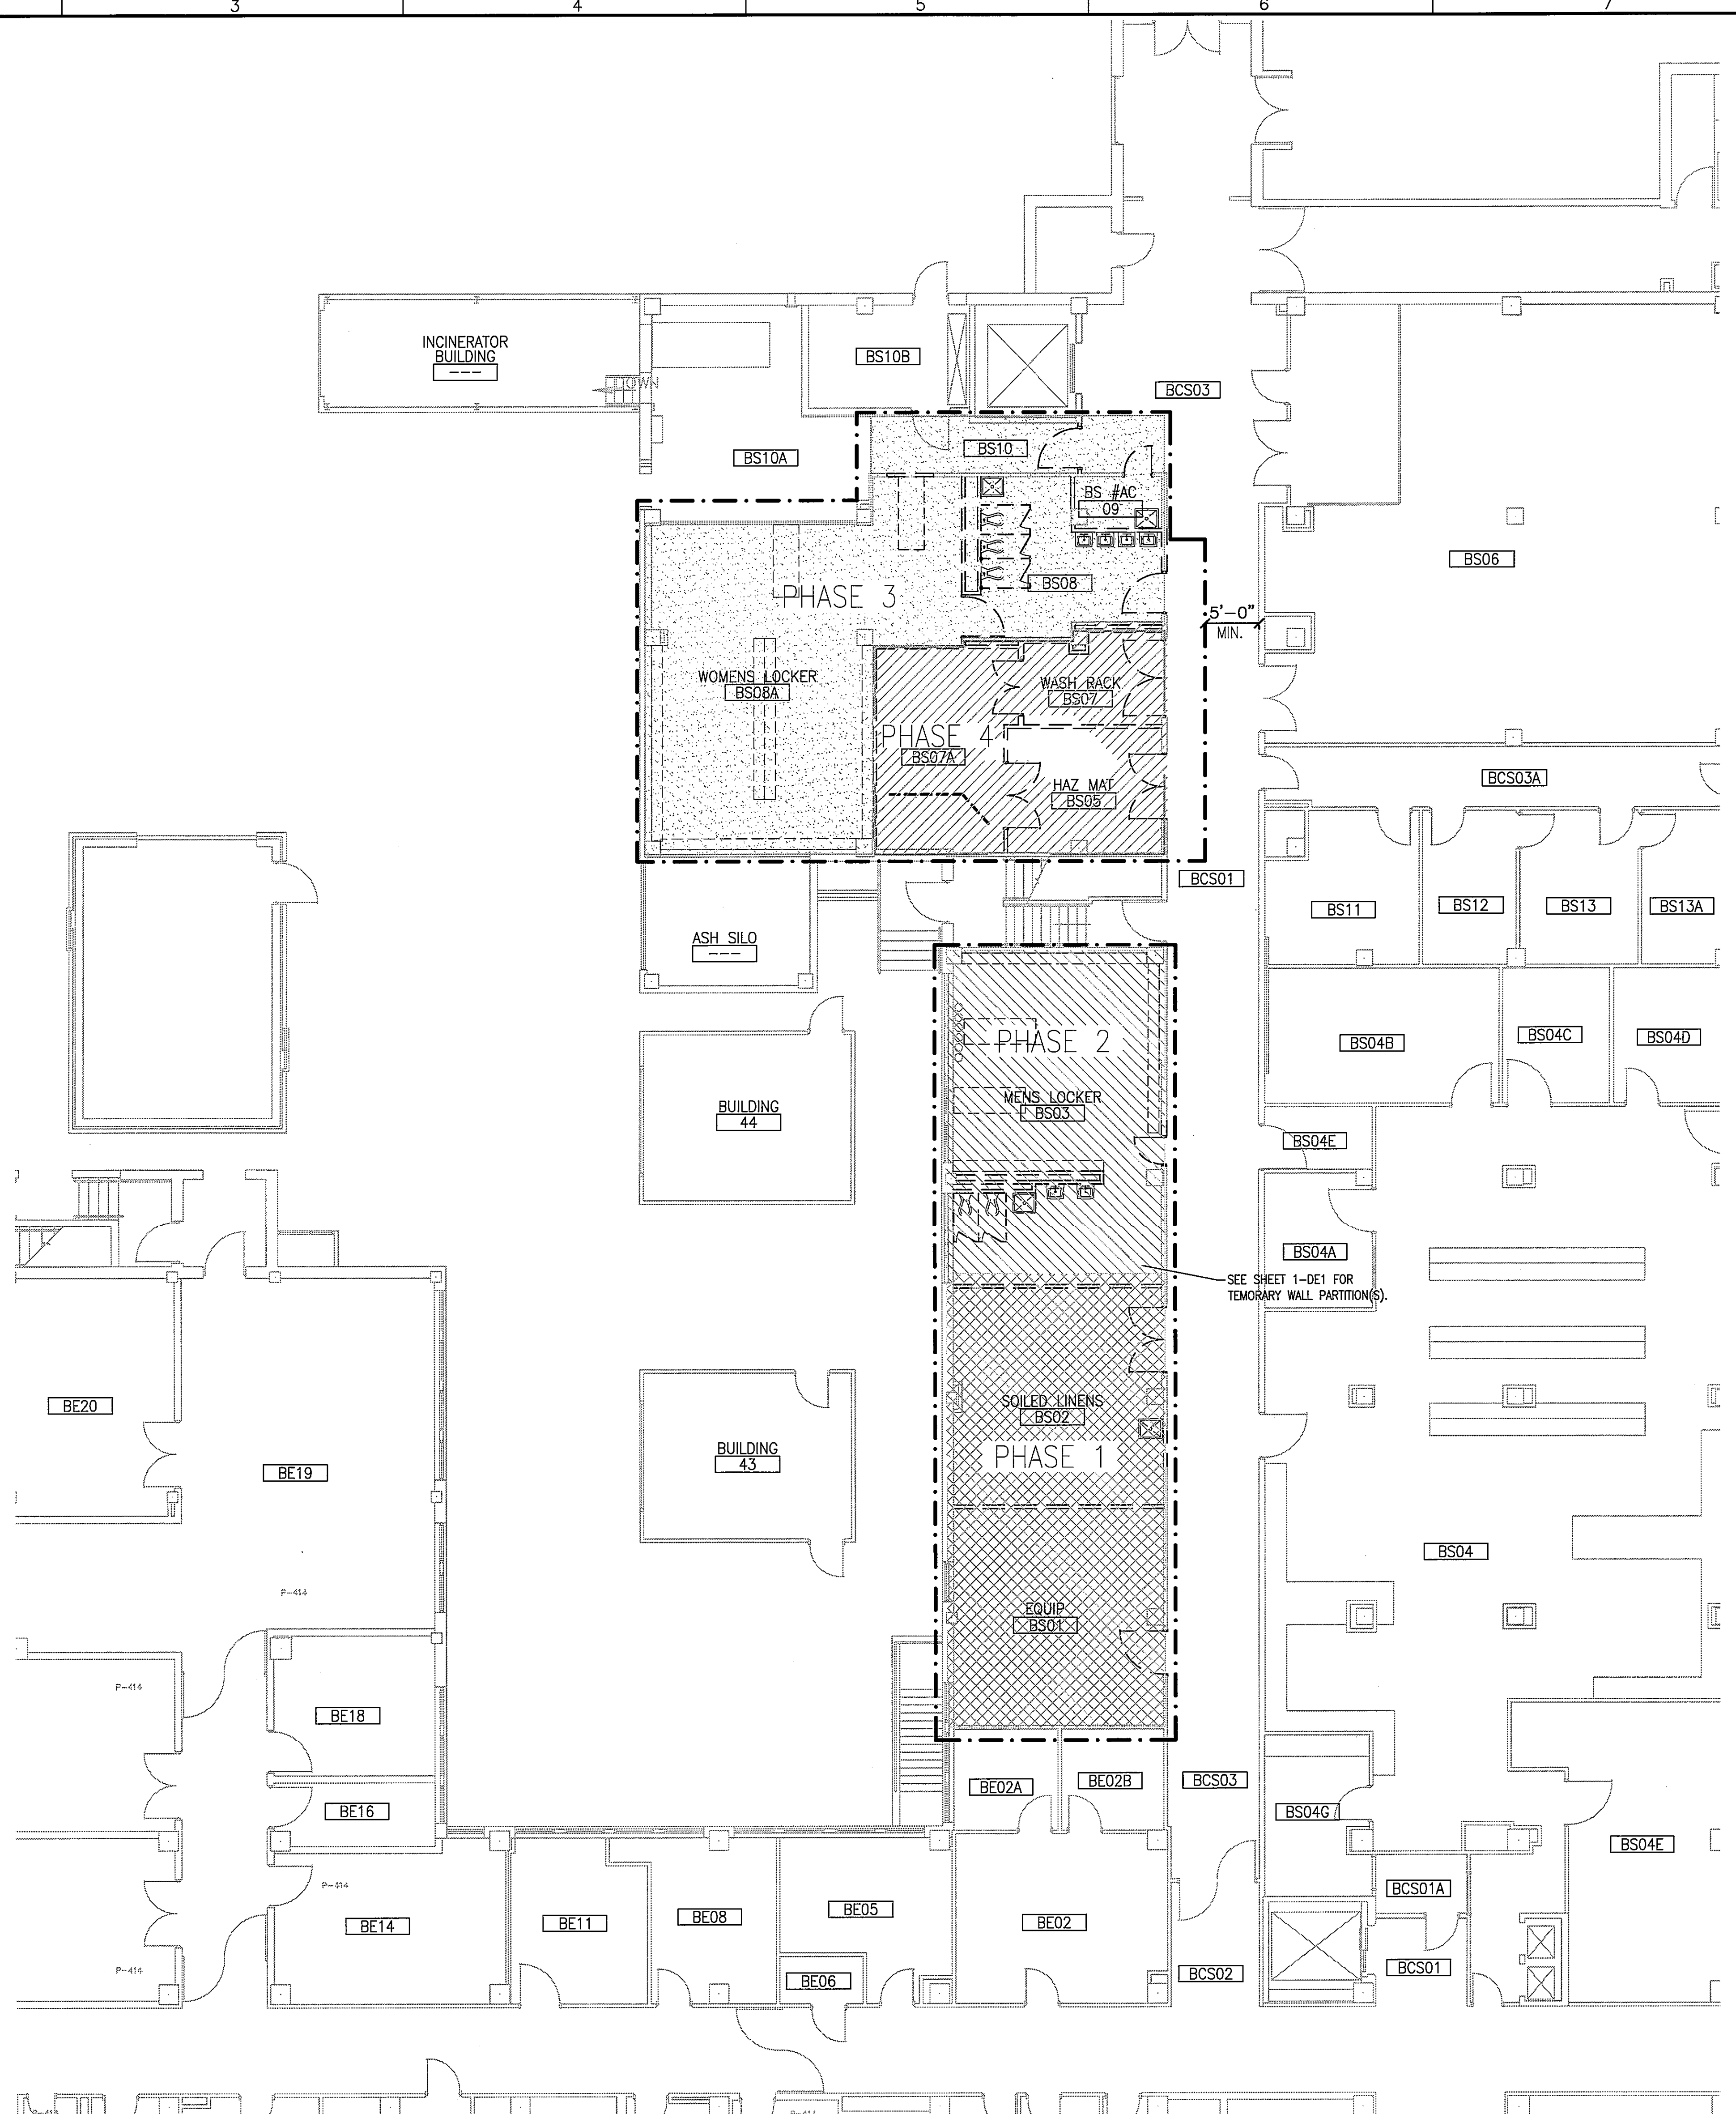 3
4
5
6
7
INCINERATOR
BUILDING
---
DOWN
BS10B
BCS03
BS10A
BS10
BS #AC
09
BS08
BS06
PHASE 3
5'-0"
MIN.
WOMENS LOCKER
BS08A
WASH RACK
BS07
PHASE 4
BS07A
HAZ MAT
BS05
BCS03A
BCS01
BS11
BS12
BS13
BS13A
ASH SILO
---
PHASE 2
BS04B
BS04C
BS04D
MENS LOCKER
BS03
BUILDING
44
BS04E
BS04A
SEE SHEET 1-DE1 FOR
TEMORARY WALL PARTITION(S).
BE20
SOILED LINENS
BS02
PHASE 1
BUILDING
43
BE19
BS04
P-414
EQUIP
BS01
P-414
BE18
BE02A
BE02B
BCS03
BE16
BS04G
BS04E
P-414
BCS01A
BE14
BE11
BE08
BE05
BE02
P-414
BE06
BCS02
BCS01
P-414
P-414